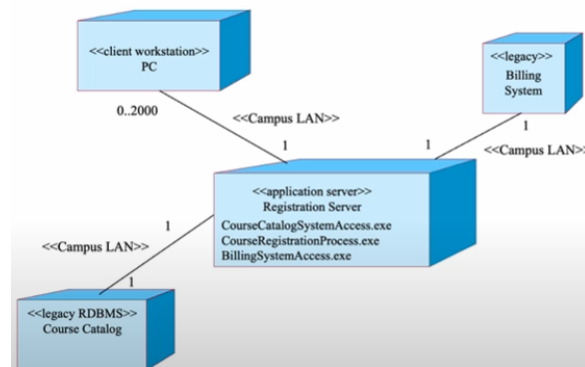 <<client workstation>>
PC
<<legacy>>
Billing
System
0..2000
<<Campus LAN>>
1
1
1
<<Campus LAN>>
<<application server>>
Registration Server
CourseCatalogSystemAccess.exe
CourseRegistrationProcess.exe
BillingSystemAccess.exe
1
<<Campus LAN>>
1
<<legacy RDBMS>>
Course Catalog